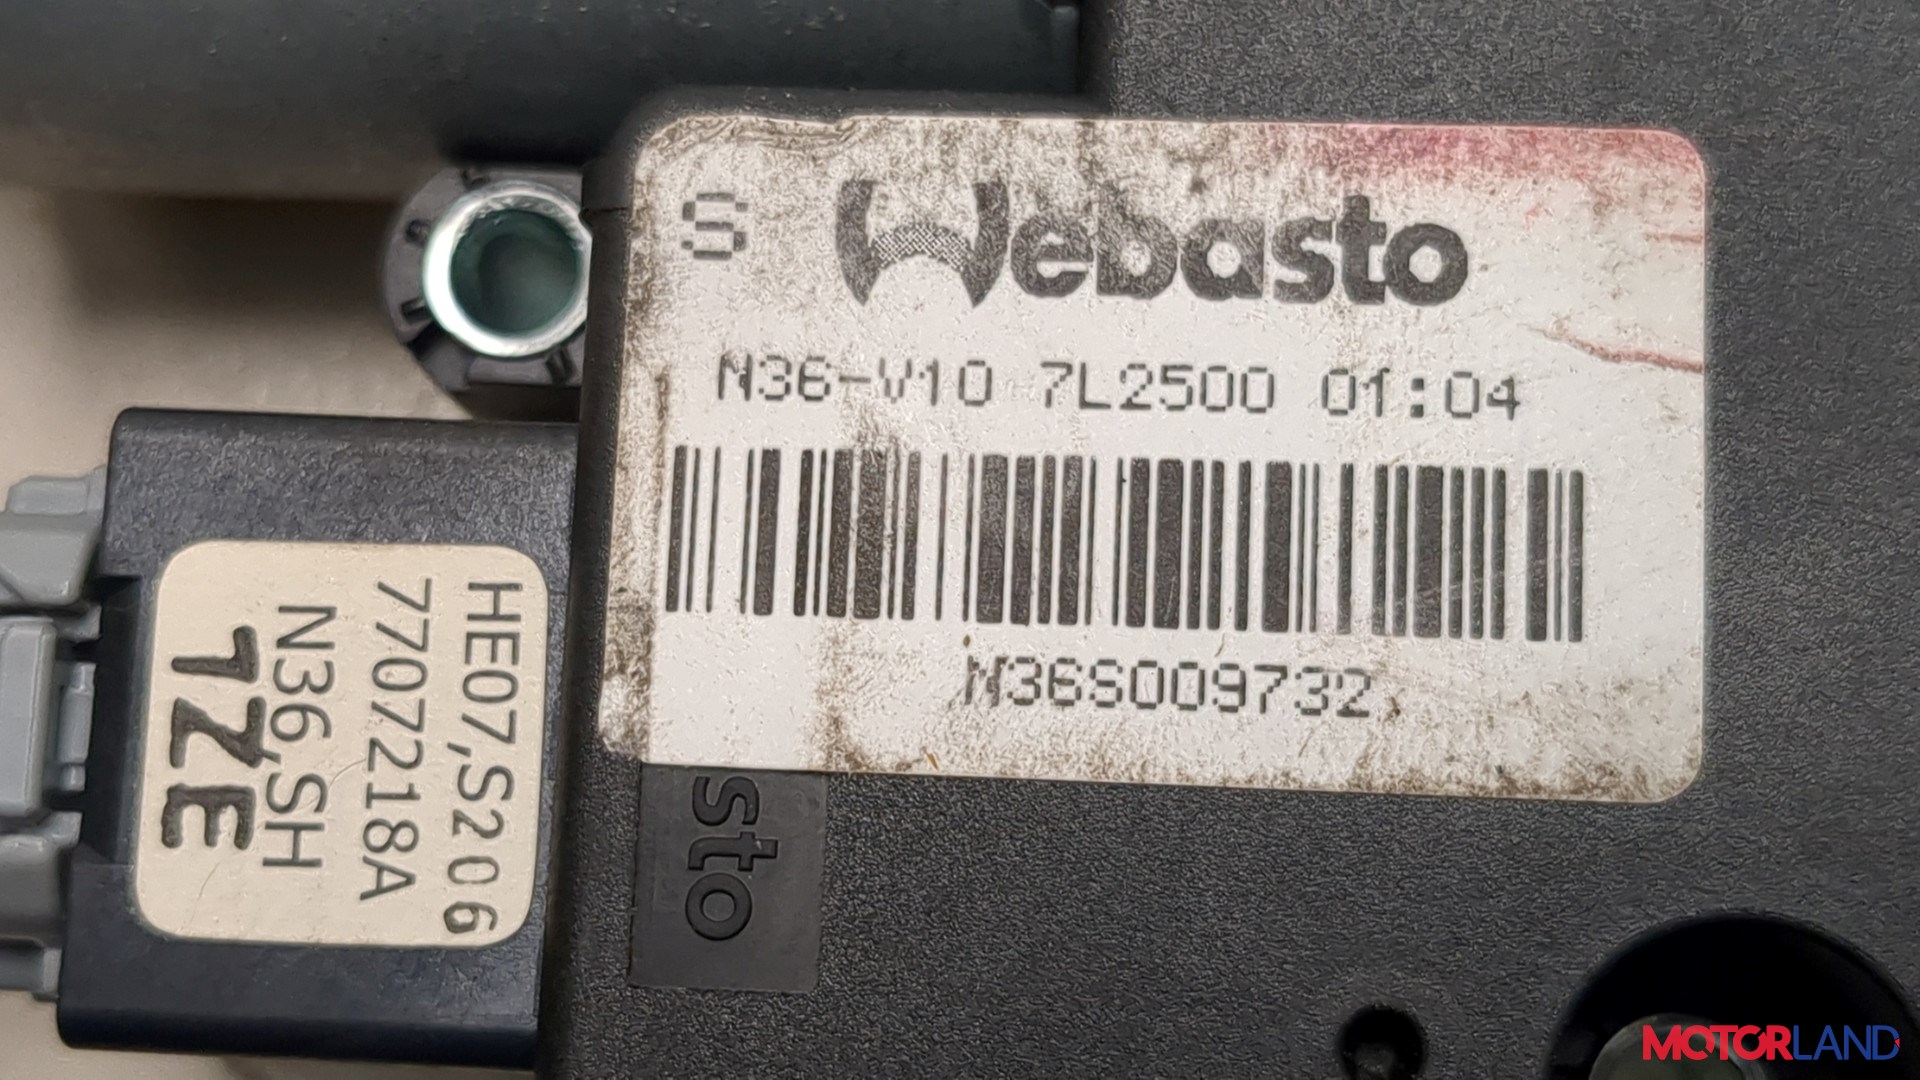 S Webasto
N36-V10 7L2500 01:04
N36S009732
HE07,S206
7707218A
N36,SH
1ZE
sto
MOTORLAND